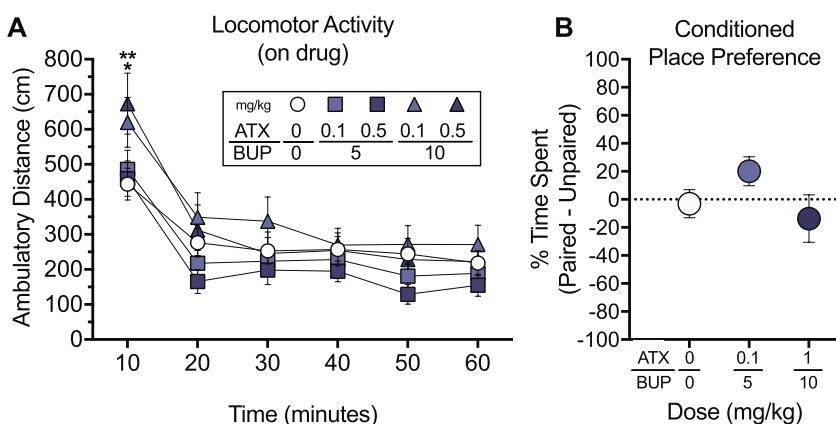 A
Locomotor Activity
(on drug)
Ambulatory Distance (cm)
800
700
600
500
400
300
200
100
0
**
*
mg/kg
ATX 0 0.1 0.5 0.1 0.5
BUP 0 5 10
10 20 30 40 50 60
Time (minutes)
B
Conditioned
Place Preference
% Time Spent
(Paired - Unpaired)
100
80
60
40
20
0
-20
-40
-60
-80
-100
ATX 0 0.1 1
BUP 0 5 10
Dose (mg/kg)